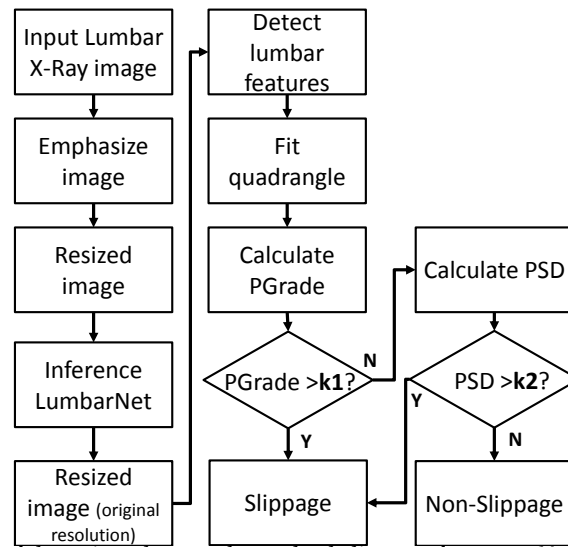 Input Lumbar
X-Ray image
Emphasize
image
Resized
image
Inference
LumbarNet
Resized
image (original
resolution)
Detect
lumbar
features
Fit
quadrangle
Calculate
PGrade
PGrade >k1?
N
Y
Slippage
Calculate PSD
PSD >k2?
Y
N
Non-Slippage